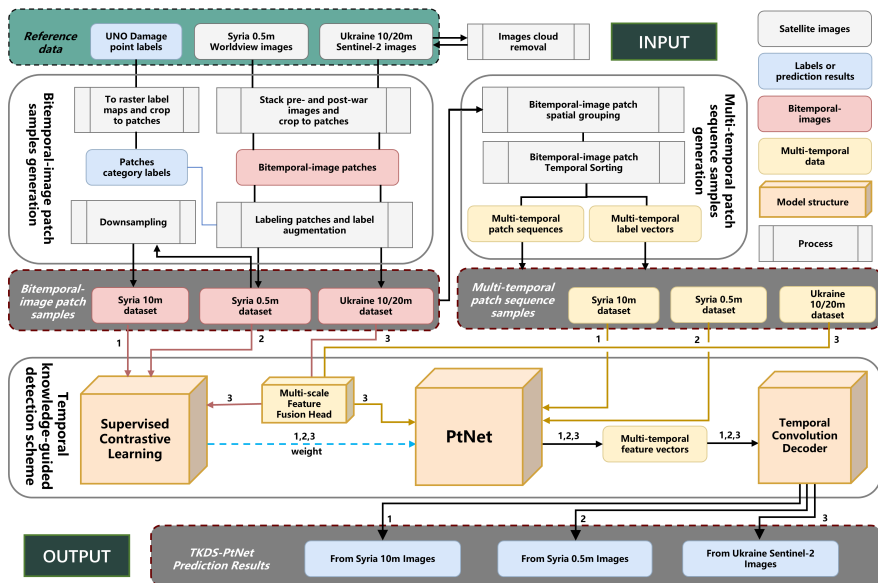 Reference
data
UNO Damage
point labels
Syria 0.5m
Worldview images
Ukraine 10/20m
Sentinel-2 images
Images cloud
removal
INPUT
Satellite images
Labels or
prediction results
Bitemporal-
images
Multi-temporal
data
Model structure
Process
Bitemporal-image patch
samples generation
To raster label
maps and crop
to patches
Stack pre- and post-war
images and
crop to patches
Patches
category labels
Bitemporal-image patches
Downsampling
Labeling patches and label
augmentation
Bitemporal-image patch
spatial grouping
Bitemporal-image patch
Temporal Sorting
Multi-temporal
patch sequences
Multi-temporal
label vectors
Multi-temporal patch
sequence samples
generation
Bitemporal-
image patch
samples
Syria 10m
dataset
Syria 0.5m
dataset
Ukraine 10/20m
dataset
Multi-temporal
patch sequence
samples
Syria 10m
dataset
Syria 0.5m
dataset
Ukraine
10/20m
dataset
1
2
3
1
2
3
Temporal
knowledge-guided
detection scheme
Supervised
Contrastive
Learning
3
Multi-scale
Feature
Fusion Head
3
1,2,3
weight
PtNet
1,2,3
Multi-temporal
feature vectors
1,2,3
Temporal
Convolution
Decoder
1
2
3
OUTPUT
TKDS-PtNet
Prediction Results
From Syria 10m Images
From Syria 0.5m Images
From Ukraine Sentinel-2
Images